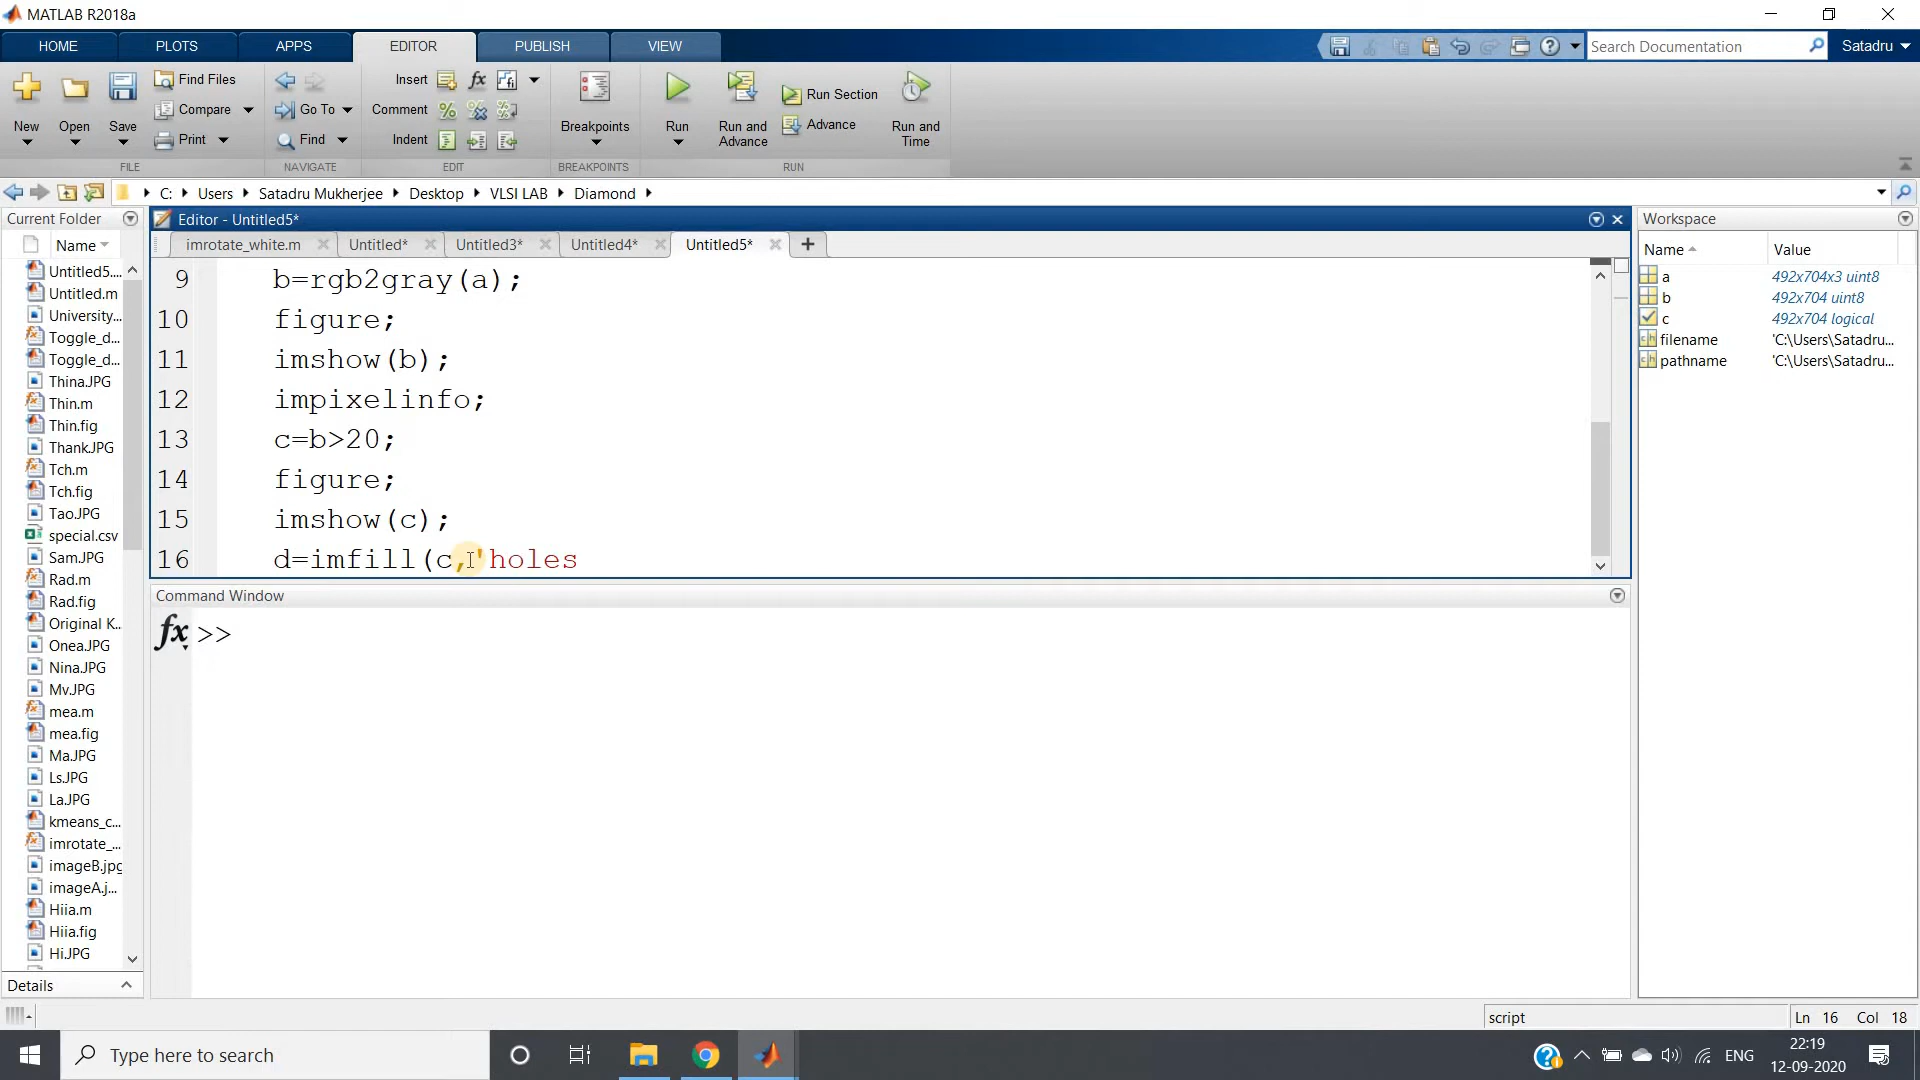 MATLAB R2018a
HOME PLOTS APPS EDITOR PUBLISH VIEW Search Documentation Satadru
New Open Save Find Files Compare Print Go To Find Insert fx Comment Indent Breakpoints Run Run and Advance Run Section Advance Run and Time
FILE NAVIGATE EDIT BREAKPOINTS RUN
C: Users Satadru Mukherjee Desktop VLSI LAB Diamond
Current Folder
Name
Untitled5....
Untitled.m
University...
Toggle_d...
Toggle_d...
Thina.JPG
Thin.m
Thin.fig
Thank.JPG
Tch.m
Tch.fig
Tao.JPG
special.csv
Sam.JPG
Rad.m
Rad.fig
Original K...
Onea.JPG
Nina.JPG
Mv.JPG
mea.m
mea.fig
Ma.JPG
Ls.JPG
La.JPG
kmeans_c...
imrotate_...
imageB.jpg
imageA.j...
Hiia.m
Hiia.fig
Hi.JPG
Details
Editor - Untitled5*
imrotate_white.m Untitled* Untitled3* Untitled4* Untitled5*
9 b=rgb2gray(a);
10 figure;
11 imshow(b);
12 impixelinfo;
13 c=b>20;
14 figure;
15 imshow(c);
16 d=imfill(c,'holes
Command Window
fx >>
Workspace
Name Value
a 492x704x3 uint8
b 492x704 uint8
c 492x704 logical
filename 'C:\Users\Satadru...
pathname 'C:\Users\Satadru...
script Ln 16 Col 18
Type here to search
ENG
22:19
12-09-2020